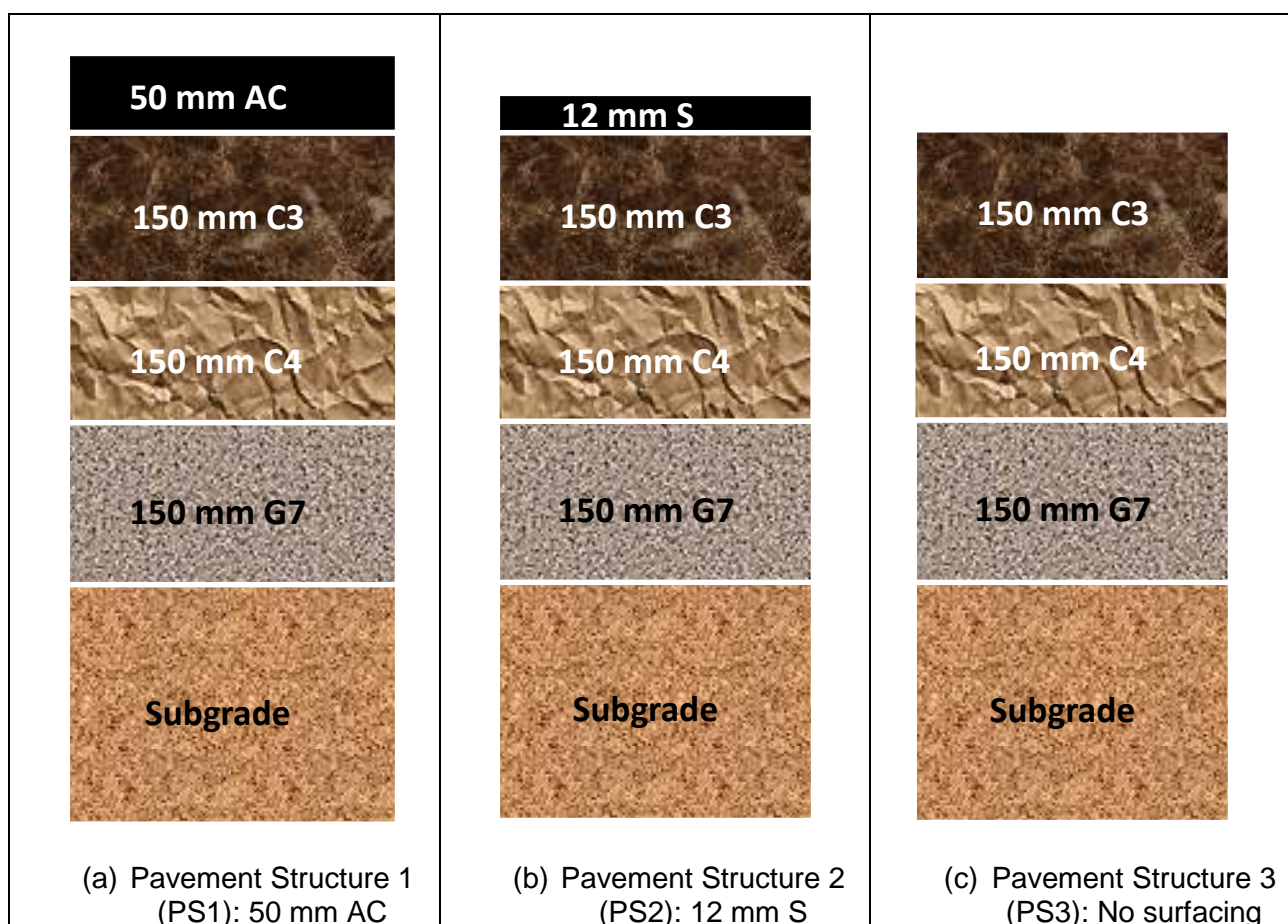 50 mm AC
150 mm C3
150 mm C4
150 mm G7
Subgrade
(a) Pavement Structure 1
(PS1): 50 mm AC
12 mm S
150 mm C3
150 mm C4
150 mm G7
Subgrade
(b) Pavement Structure 2
(PS2): 12 mm S
150 mm C3
150 mm C4
150 mm G7
Subgrade
(c) Pavement Structure 3
(PS3): No surfacing